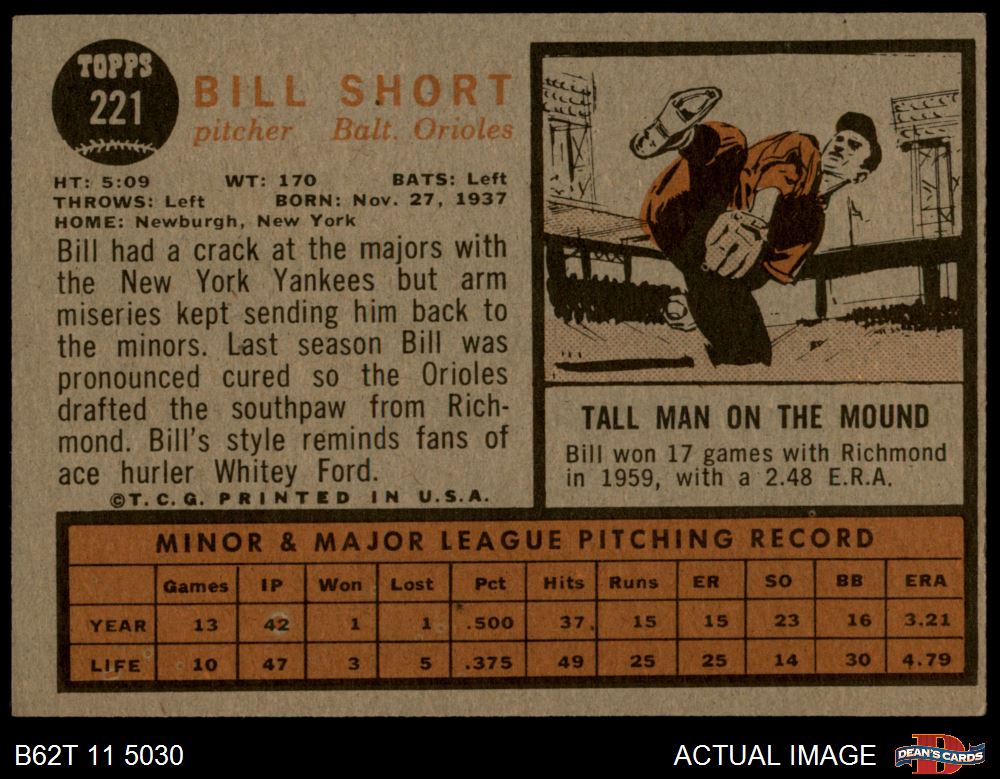 TOPPS
221
BILL SHORT
pitcher Balt. Orioles
HT: 5:09 WT: 170 BATS: Left
THROWS: Left BORN: Nov. 27, 1937
HOME: Newburgh, New York
Bill had a crack at the majors with
the New York Yankees but arm
miseries kept sending him back to
the minors. Last season Bill was
pronounced cured so the Orioles
drafted the southpaw from Rich-
mond. Bill's style reminds fans of
ace hurler Whitey Ford.
©T.C.G. PRINTED IN U.S.A.
TALL MAN ON THE MOUND
Bill won 17 games with Richmond
in 1959, with a 2.48 E.R.A.
MINOR & MAJOR LEAGUE PITCHING RECORD
Games IP Won Lost Pct Hits Runs ER SO BB ERA
YEAR 13 42 1 1 .500 37 15 15 23 16 3.21
LIFE 10 47 3 5 .375 49 25 25 14 30 4.79
B62T 11 5030
ACTUAL IMAGE
DEAN'S CARDS